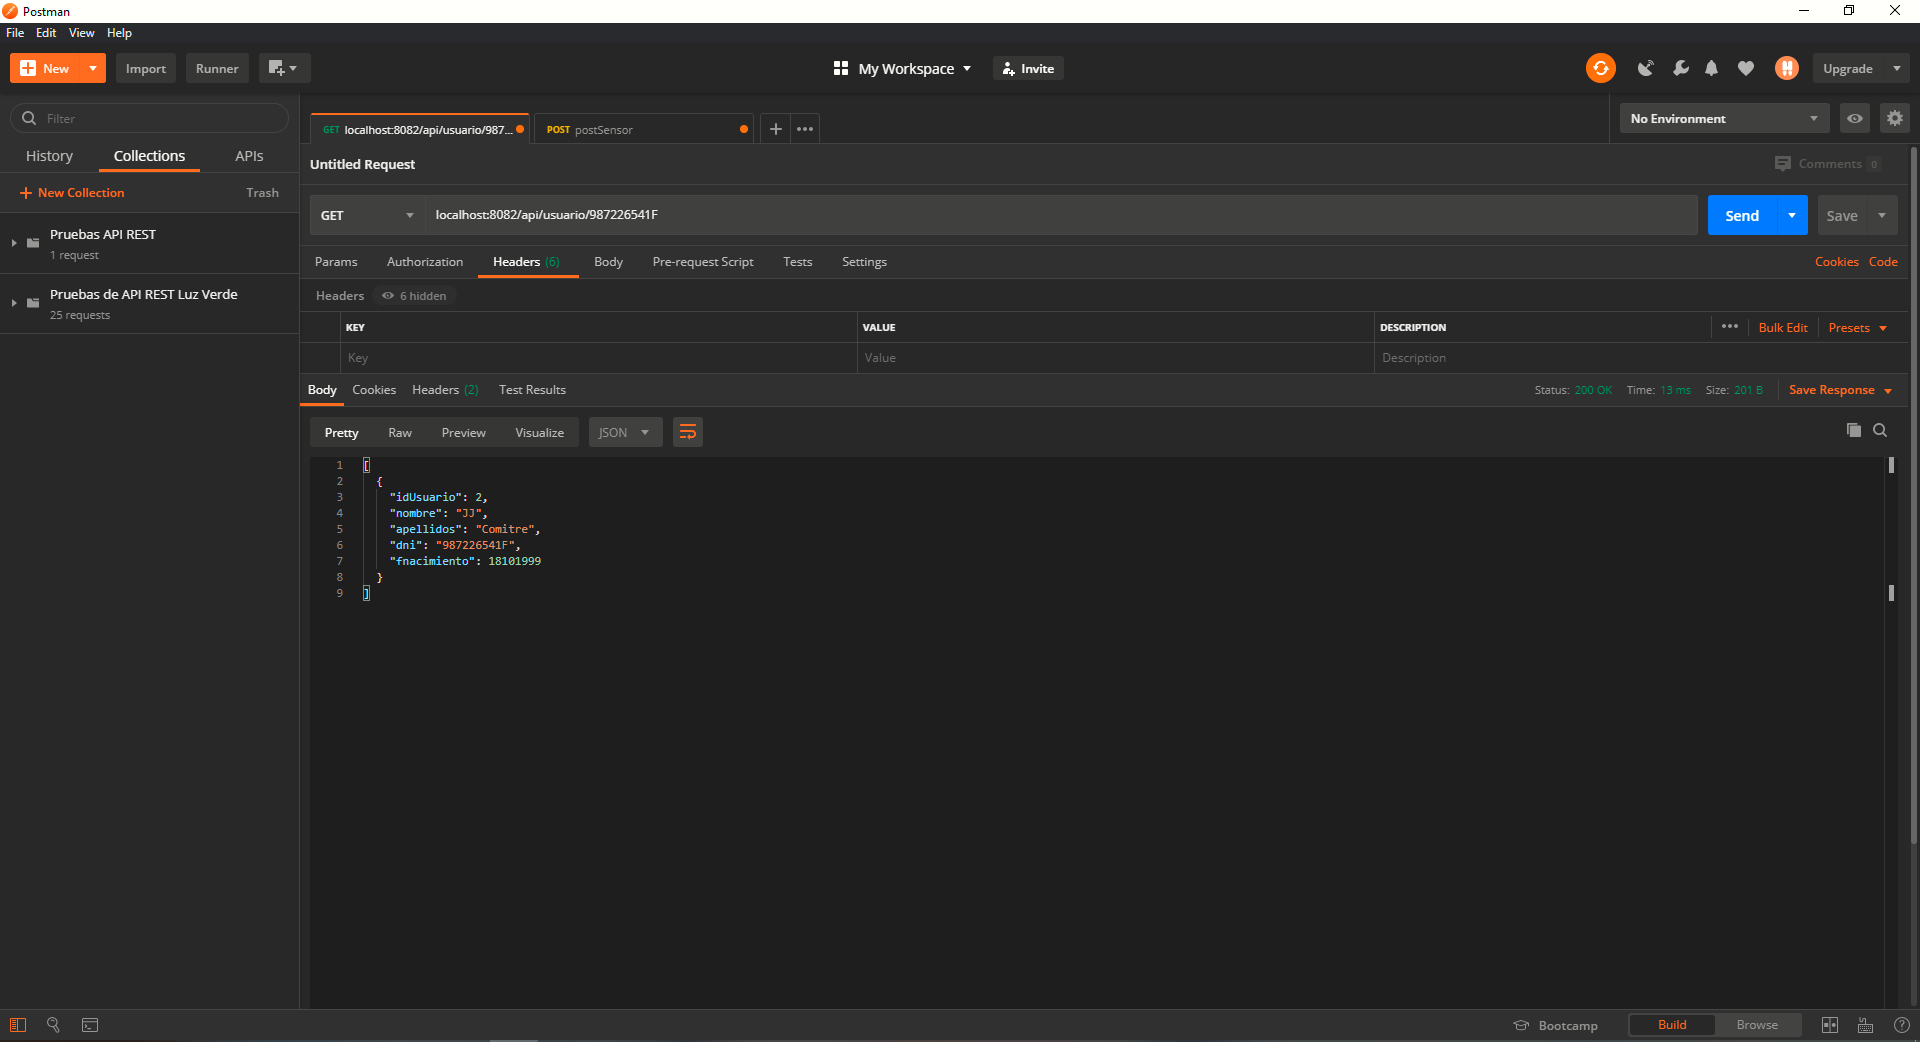 Postman
File Edit View Help
New Import Runner My Workspace Invite Upgrade
Filter
GET localhost:8082/api/usuario/987... POST postSensor No Environment
History Collections APIs
Untitled Request Comments 0
New Collection Trash
GET localhost:8082/api/usuario/987226541F Send Save
Pruebas API REST
1 request
Params Authorization Headers (6) Body Pre-request Script Tests Settings Cookies Code
Pruebas de API REST Luz Verde
25 requests
Headers 6 hidden
KEY VALUE DESCRIPTION Bulk Edit Presets
Key Value Description
Body Cookies Headers (2) Test Results Status: 200 OK Time: 13 ms Size: 201 B Save Response
Pretty Raw Preview Visualize JSON
1 [
2 {
3 "idUsuario": 2,
4 "nombre": "JJ",
5 "apellidos": "Comitre",
6 "dni": "987226541F",
7 "fnacimiento": 18101999
8 }
9 ]
Bootcamp Build Browse